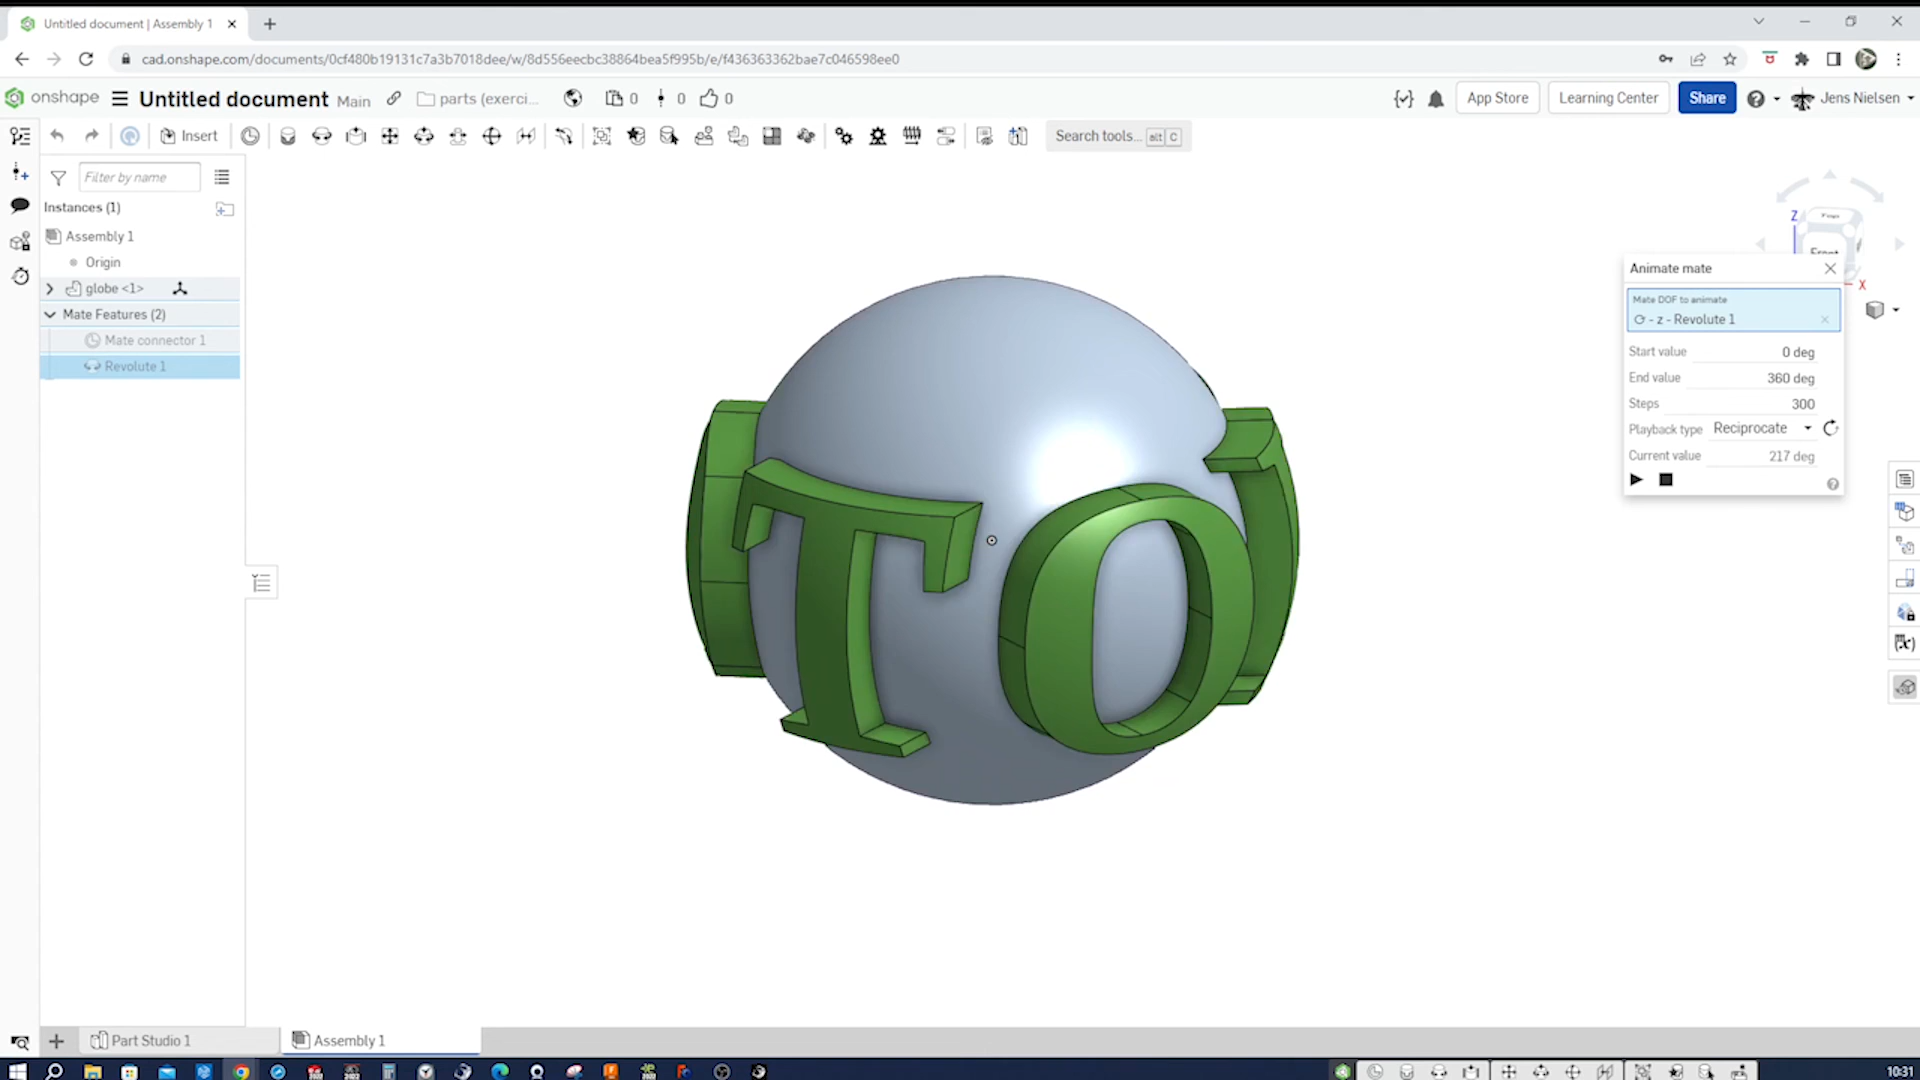 Untitled document | Assembly 1
cad.onshape.com/documents/0cf480b19131c7a3b7018dee/w/8d556eecbc38864bea5f995b/e/f436363362bae7c046598ee0
onshape Untitled document Main parts (exerci... 0 0 0 App Store Learning Center Share Jens Nielsen
Insert Search tools... alt C
Filter by name
Instances (1)
Assembly 1
Origin
globe <1>
Mate Features (2)
Mate connector 1
Revolute 1
TO
Z
Front
X
Animate mate
Mate DOF to animate
- z - Revolute 1
Start value 0 deg
End value 360 deg
Steps 300
Playback type Reciprocate
Current value 217 deg
Part Studio 1
Assembly 1
10:31